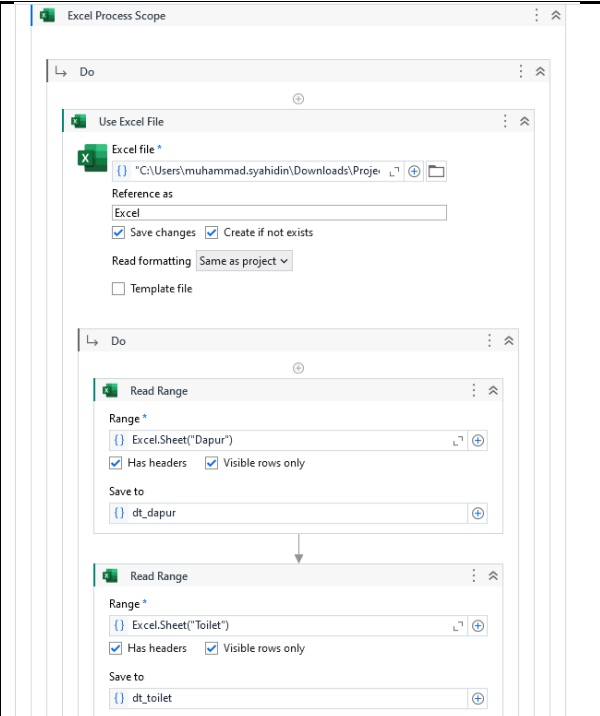 Excel Process Scope
Do
Use Excel File
Excel file *
"C:\Users\muhammad.syahidin\Downloads\Proje
Reference as
Excel
Save changes Create if not exists
Read formatting Same as project
Template file
Do
Read Range
Range *
{} Excel.Sheet("Dapur")
Has headers Visible rows only
Save to
{} dt_dapur
Read Range
Range *
{} Excel.Sheet("Toilet")
Has headers Visible rows only
Save to
{} dt_toilet